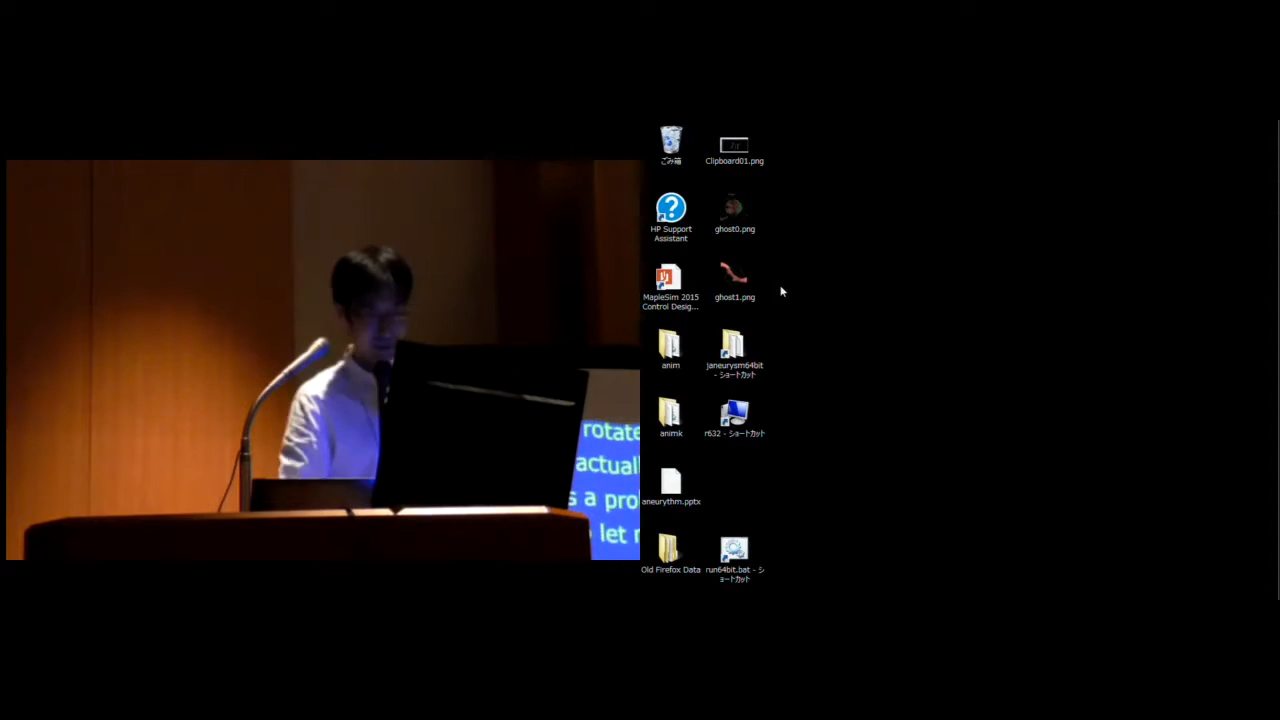 rotate
actuall
s a pro
let
ごみ箱
Clipboard01.png
HP Support
Assistant
ghost0.png
MapleSim 2015
Control Desig...
ghost1.png
anim
janeurysm64bit
- ショートカット
animk
r632 - ショートカット
aneurythm.pptx
Old Firefox Data
run64bit.bat - シ
ョートカット